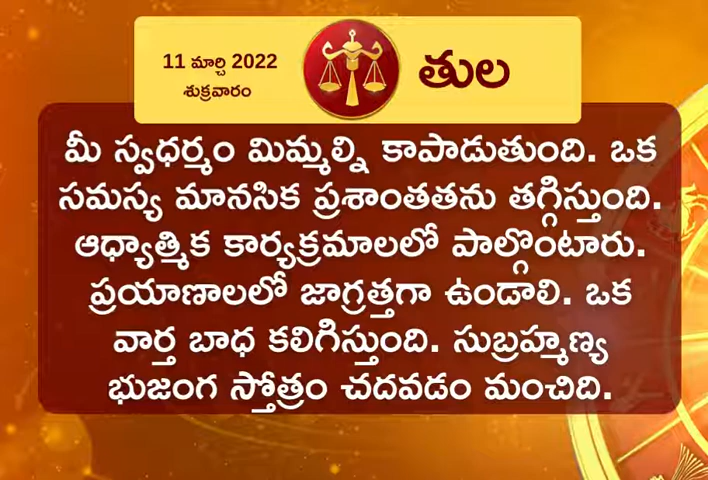 11 మార్చి 2022
శుక్రవారం
తుల
మీ స్వధర్మం మిమ్మల్ని కాపాడుతుంది. ఒక
సమస్య మానసిక ప్రశాంతతను తగ్గిస్తుంది.
ఆధ్యాత్మిక కార్యక్రమాలలో పాల్గొంటారు.
ప్రయాణాలలో జాగ్రత్తగా ఉండాలి. ఒక
వార్త బాధ కలిగిస్తుంది. సుబ్రహ్మణ్య
భుజంగ స్తోత్రం చదవడం మంచిది.